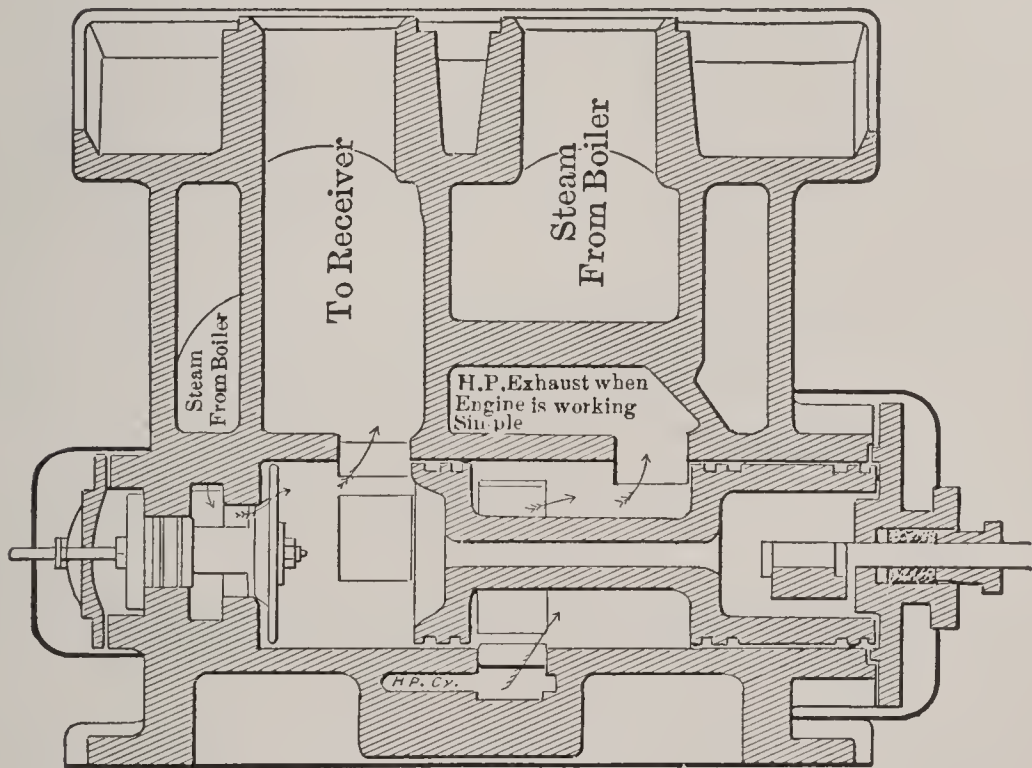 To Receiver
Steam
From Boiler
Steam
From Boiler
H.P. Exhaust when
Engine is working
Simple
H.P. Cy.